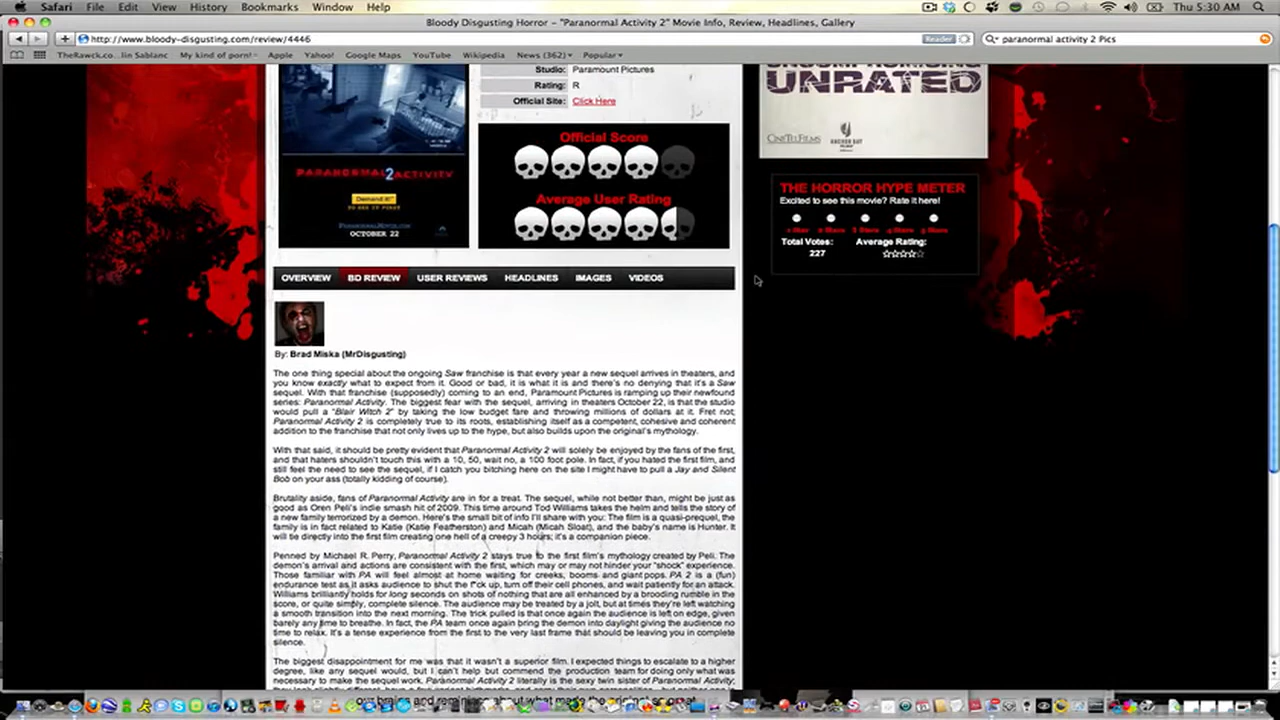 Safari File Edit View History Bookmarks Window Help Thu 5:30 AM
Bloody Disgusting Horror - "Paranormal Activity 2" Movie Info, Review, Headlines, Gallery
http://www.bloody-disgusting.com/review/4446 Reader paranormal activity 2 Pics
TheRawck.co...lin Sablanc My kind of porn! Apple Yahoo! Google Maps YouTube Wikipedia News (362) Popular
Studio: Paramount Pictures
Rating: R
Official Site: Click Here
Official Score
Average User Rating
PARANORMAL 2 ACTIVITY
Demand it!
TO SEE IT FIRST
OCTOBER 22
UNRATED
CINETELFILMS
ANCHOR BAY
THE HORROR HYPE METER
Excited to see this movie? Rate it here!
Total Votes: Average Rating:
227
OVERVIEW BD REVIEW USER REVIEWS HEADLINES IMAGES VIDEOS
By: Brad Miska (MrDisgusting)
The one thing special about the ongoing Saw franchise is that every year a new sequel arrives in theaters, and
you know exactly what to expect from it. Good or bad, it is what it is and there's no denying that it's a Saw
sequel. With that franchise (supposedly) coming to an end, Paramount Pictures is ramping up their newfound
series: Paranormal Activity. The biggest fear with the sequel, arriving in theaters October 22, is that the studio
would pull a "Blair Witch 2" by taking the low budget fare and throwing millions of dollars at it. Fret not;
Paranormal Activity 2 is completely true to its roots, establishing itself as a competent, cohesive and coherent
addition to the franchise that not only lives up to the hype, but also builds upon the original's mythology.
With that said, it should be pretty evident that Paranormal Activity 2 will solely be enjoyed by the fans of the first,
and that haters shouldn't touch this with a 10, 50, wait no, a 100 foot pole. In fact, if you hated the first film, and
still feel the need to see the sequel, if I catch you bitching here on the site I might have to pull a Jay and Silent
Bob on your ass (totally kidding of course).
Brutality aside, fans of Paranormal Activity are in for a treat. The sequel, while not better than, might be just as
good as Oren Peli's indie smash hit of 2009. This time around Tod Williams takes the helm and tells the story of
a new family terrorized by a demon. Here's the small bit of info I'll share with you: The film is a quasi-prequel, the
family is in fact related to Katie (Katie Featherston) and Micah (Micah Sloat), and the baby's name is Hunter. It
will tie directly into the first film creating one hell of a creepy 3 hours; it's a companion piece.
Penned by Michael R. Perry, Paranormal Activity 2 stays true to the first film's mythology created by Peli. The
demon's arrival and actions are consistent with the first, which may or may not hinder your "shock" experience.
Those familiar with PA will feel almost at home waiting for creeks, booms and giant pops. PA 2 is a (fun)
endurance test as it asks audience to shut the f*ck up, turn off their cell phones, and wait patiently for an attack.
Williams brilliantly holds for long seconds on shots of nothing that are all enhanced by a brooding rumble in the
score, or quite simply, complete silence. The audience may be treated by a jolt, but at times they're left watching
a smooth transition into the next morning. The trick pulled is that once again the audience is left on edge, given
barely any time to breathe. In fact, the PA team once again bring the demon into daylight giving the audience no
time to relax. It's a tense experience from the first to the very last frame that should be leaving you in complete
silence.
The biggest disappointment for me was that it wasn't a superior film. I expected things to escalate to a higher
degree, like any sequel would, but I can't help but commend the production team for doing only what was
necessary to make the sequel work. Paranormal Activity 2 literally is the sexy twin sister of Paranormal Activity;